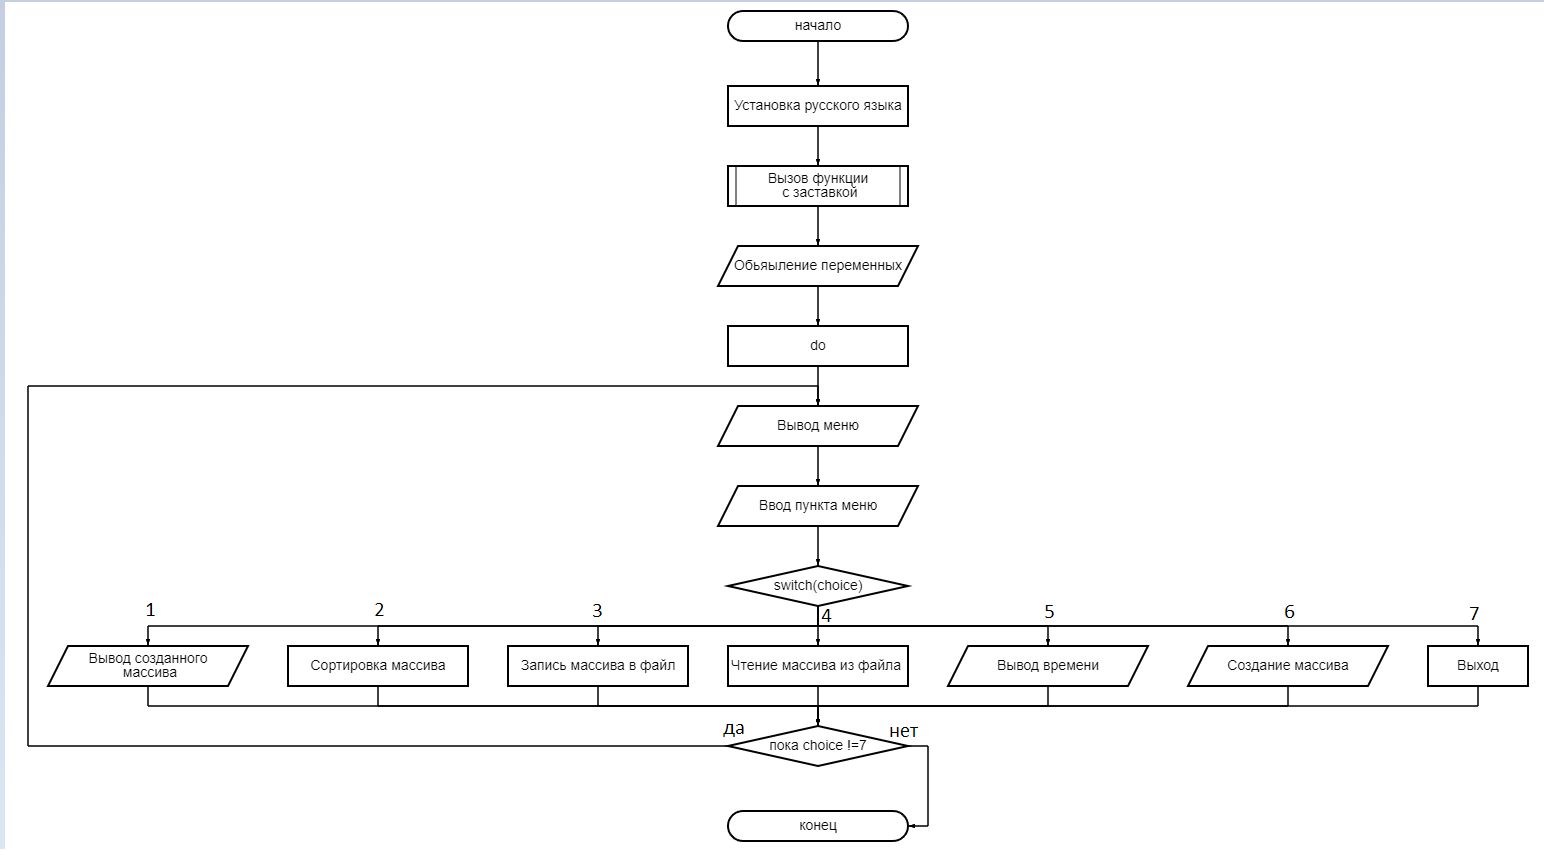 начало
Установка русского языка
Вызов функции
с заставкой
Обьяыление переменных
do
Вывод меню
Ввод пункта меню
switch(choice)
1
2
3
4
5
6
7
Вывод созданного
массива
Сортировка массива
Запись массива в файл
Чтение массива из файла
Вывод времени
Создание массива
Выход
да
нет
пока choice !=7
конец